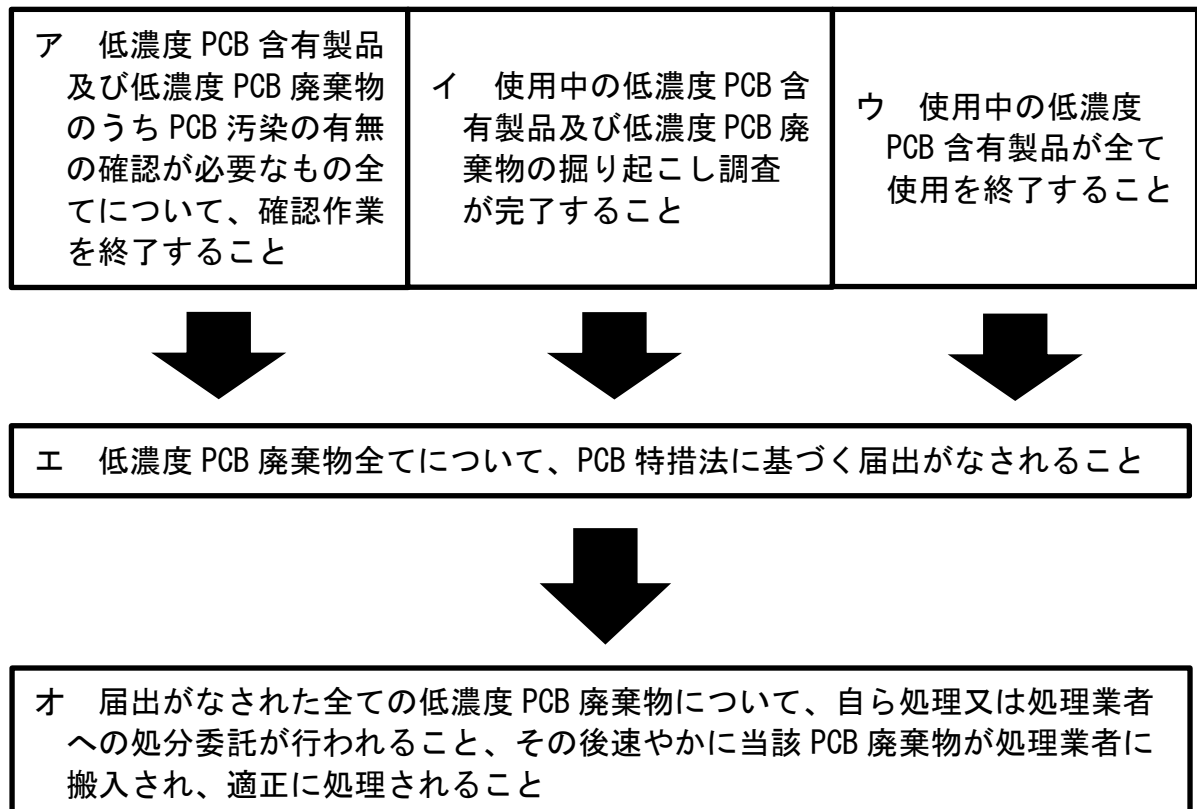 ア　低濃度 PCB 含有製品
及び低濃度 PCB 廃棄物
のうち PCB 汚染の有無
の確認が必要なもの全
てについて、確認作業
を終了すること
イ　使用中の低濃度 PCB 含
有製品及び低濃度 PCB 廃
棄物の掘り起こし調査
が完了すること
ウ　使用中の低濃度
PCB 含有製品が全て
使用を終了すること
エ　低濃度 PCB 廃棄物全てについて、PCB 特措法に基づく届出がなされること
オ　届出がなされた全ての低濃度 PCB 廃棄物について、自ら処理又は処理業者
への処分委託が行われること、その後速やかに当該 PCB 廃棄物が処理業者に
搬入され、適正に処理されること